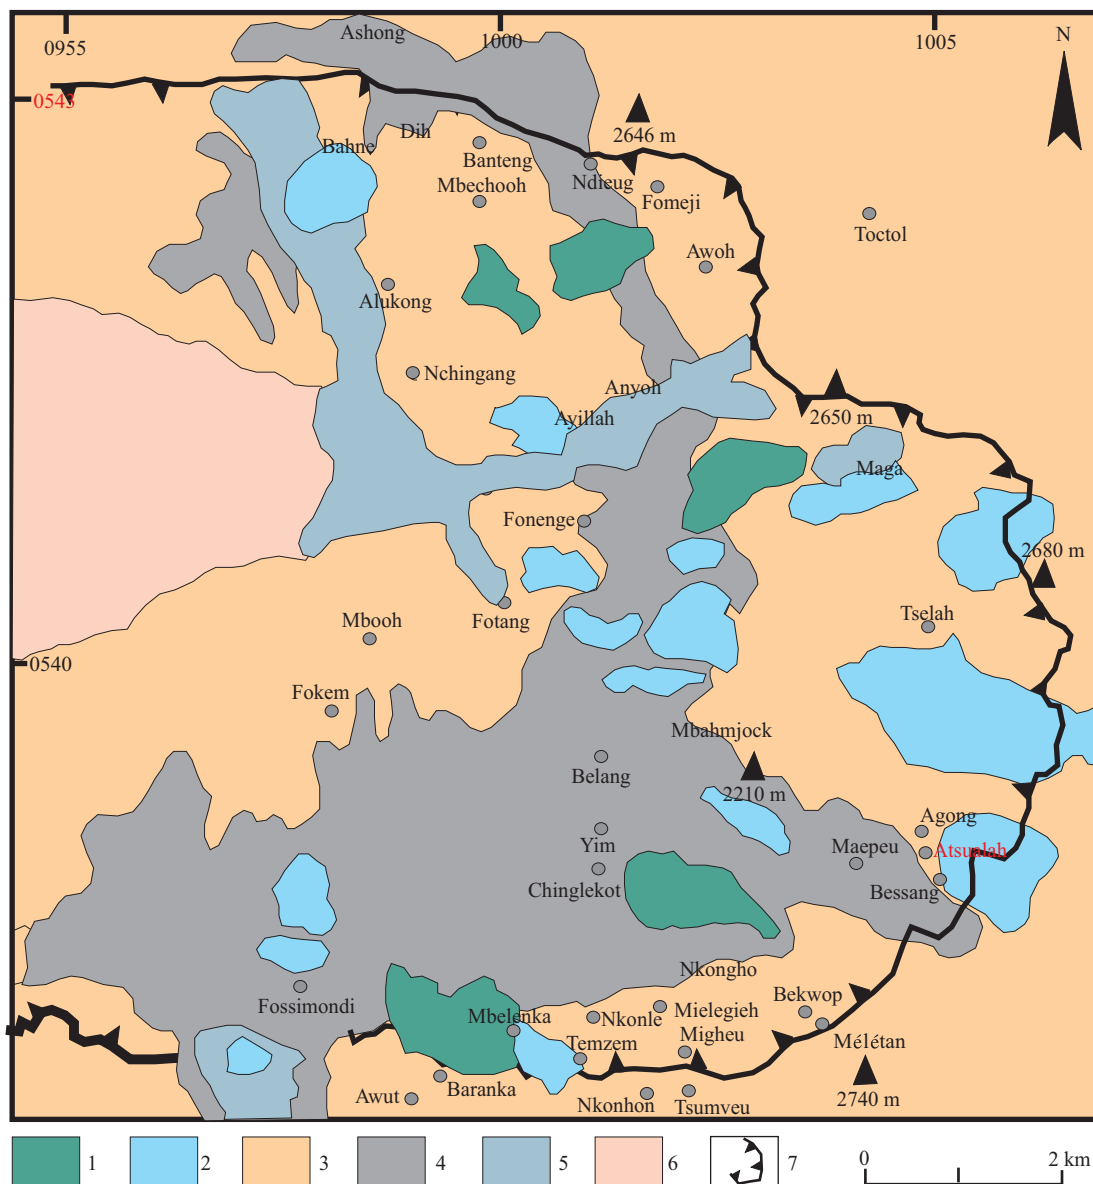 Ashong
0955
1000
1005
N
0543
2646 m
Dih
Bahne
Banteng
Mbechooh
Ndieug
Fomeji
Toctol
Awoh
Alukong
Nchingang
Anyoh
Ayillah
2650 m
Maga
Fonenge
2680 m
Mbooh
Fotang
Tselah
0540
Fokem
Mbahmjock
Belang
2210 m
Agong
Yim
Maepeu
Atsualah
Chinglekot
Bessang
Nkongho
Fossimondi
Bekwop
Mbelenka
Nkonle
Mielegieh
Temzem
Migheu
Mélétan
Baranka
Awut
Nkonhon
Tsumveu
2740 m
1
2
3
4
5
6
7
0
2 km